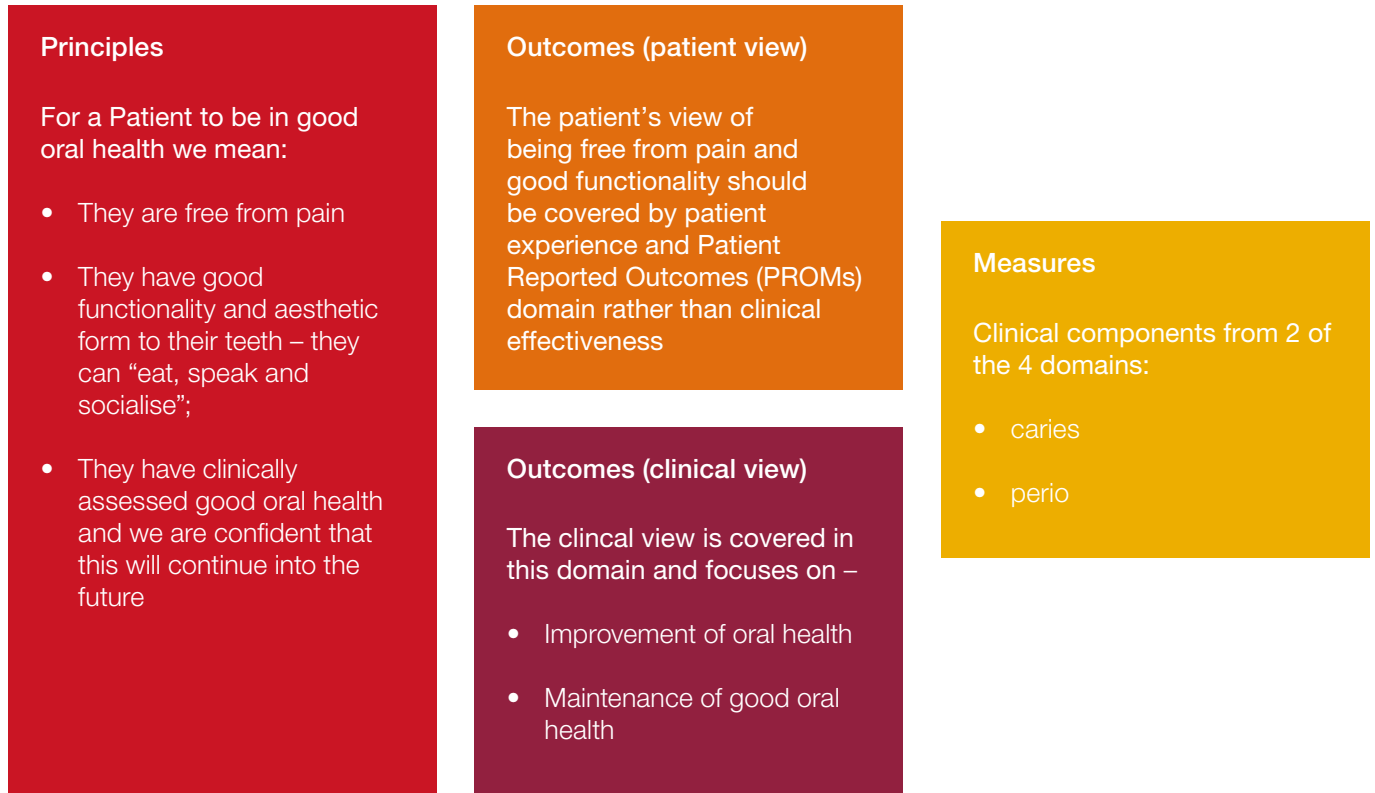 Principles
For a Patient to be in good
oral health we mean:
• They are free from pain
• They have good
functionality and aesthetic
form to their teeth – they
can “eat, speak and
socialise”;
• They have clinically
assessed good oral health
and we are confident that
this will continue into the
future
Outcomes (patient view)
The patient’s view of
being free from pain and
good functionality should
be covered by patient
experience and Patient
Reported Outcomes (PROMs)
domain rather than clinical
effectiveness
Outcomes (clinical view)
The clincal view is covered in
this domain and focuses on –
• Improvement of oral health
• Maintenance of good oral
health
Measures
Clinical components from 2 of
the 4 domains:
• caries
• perio